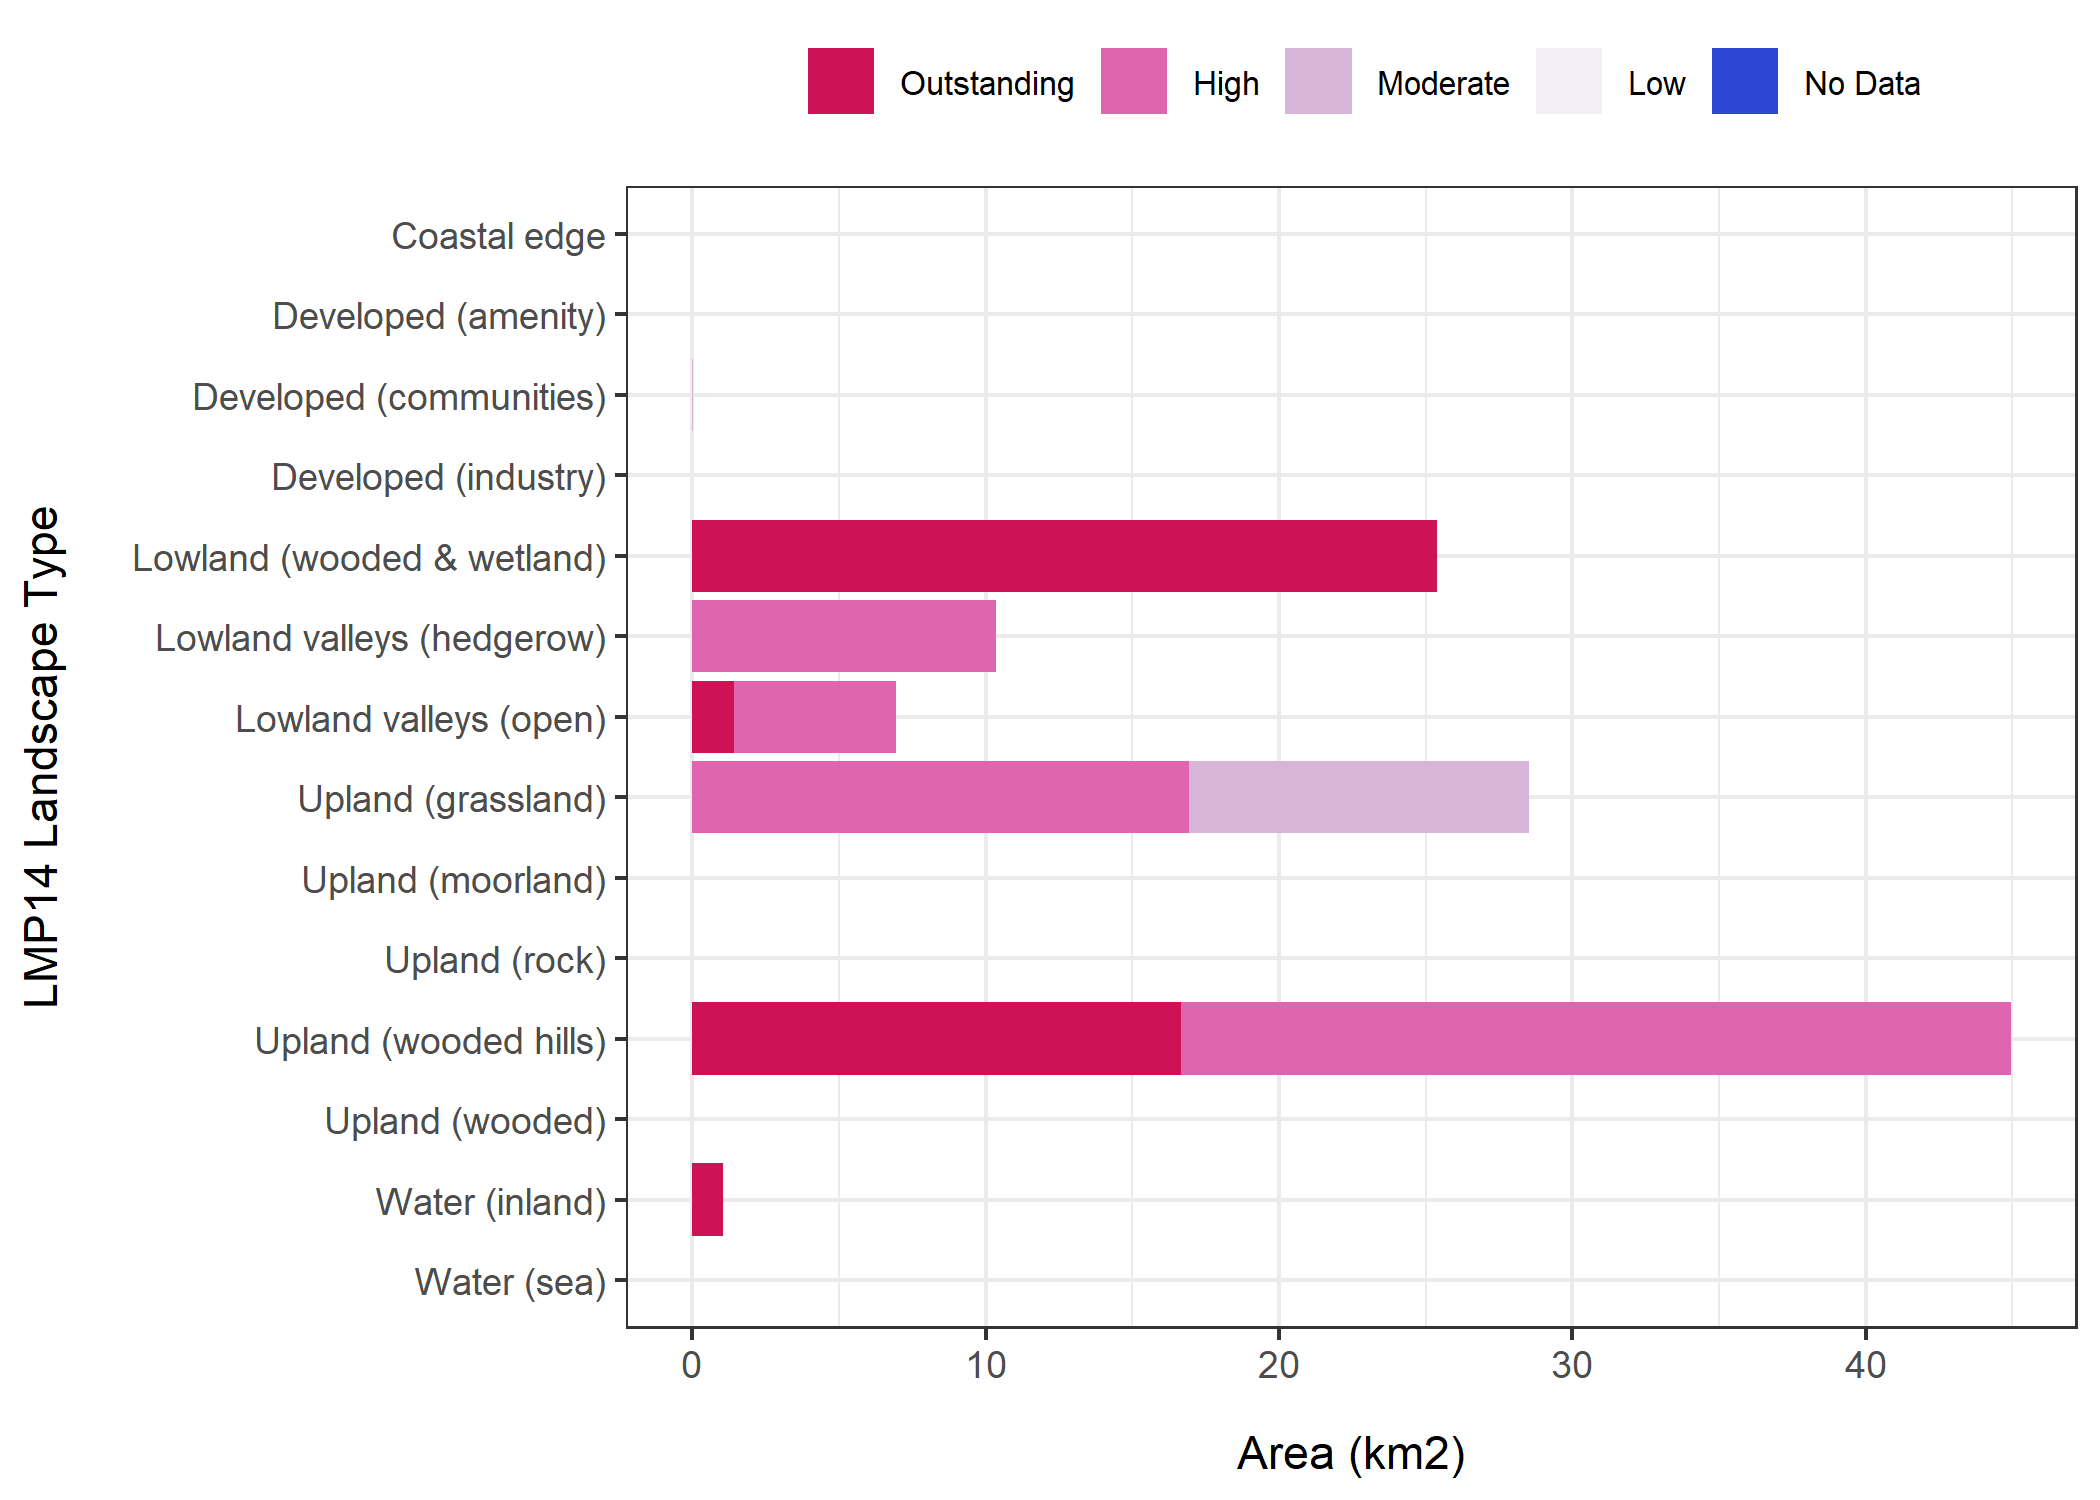 Outstanding High Moderate Low No Data
LMP14 Landscape Type
Coastal edge
Developed (amenity)
Developed (communities)
Developed (industry)
Lowland (wooded & wetland)
Lowland valleys (hedgerow)
Lowland valleys (open)
Upland (grassland)
Upland (moorland)
Upland (rock)
Upland (wooded hills)
Upland (wooded)
Water (inland)
Water (sea)
0 10 20 30 40
Area (km2)